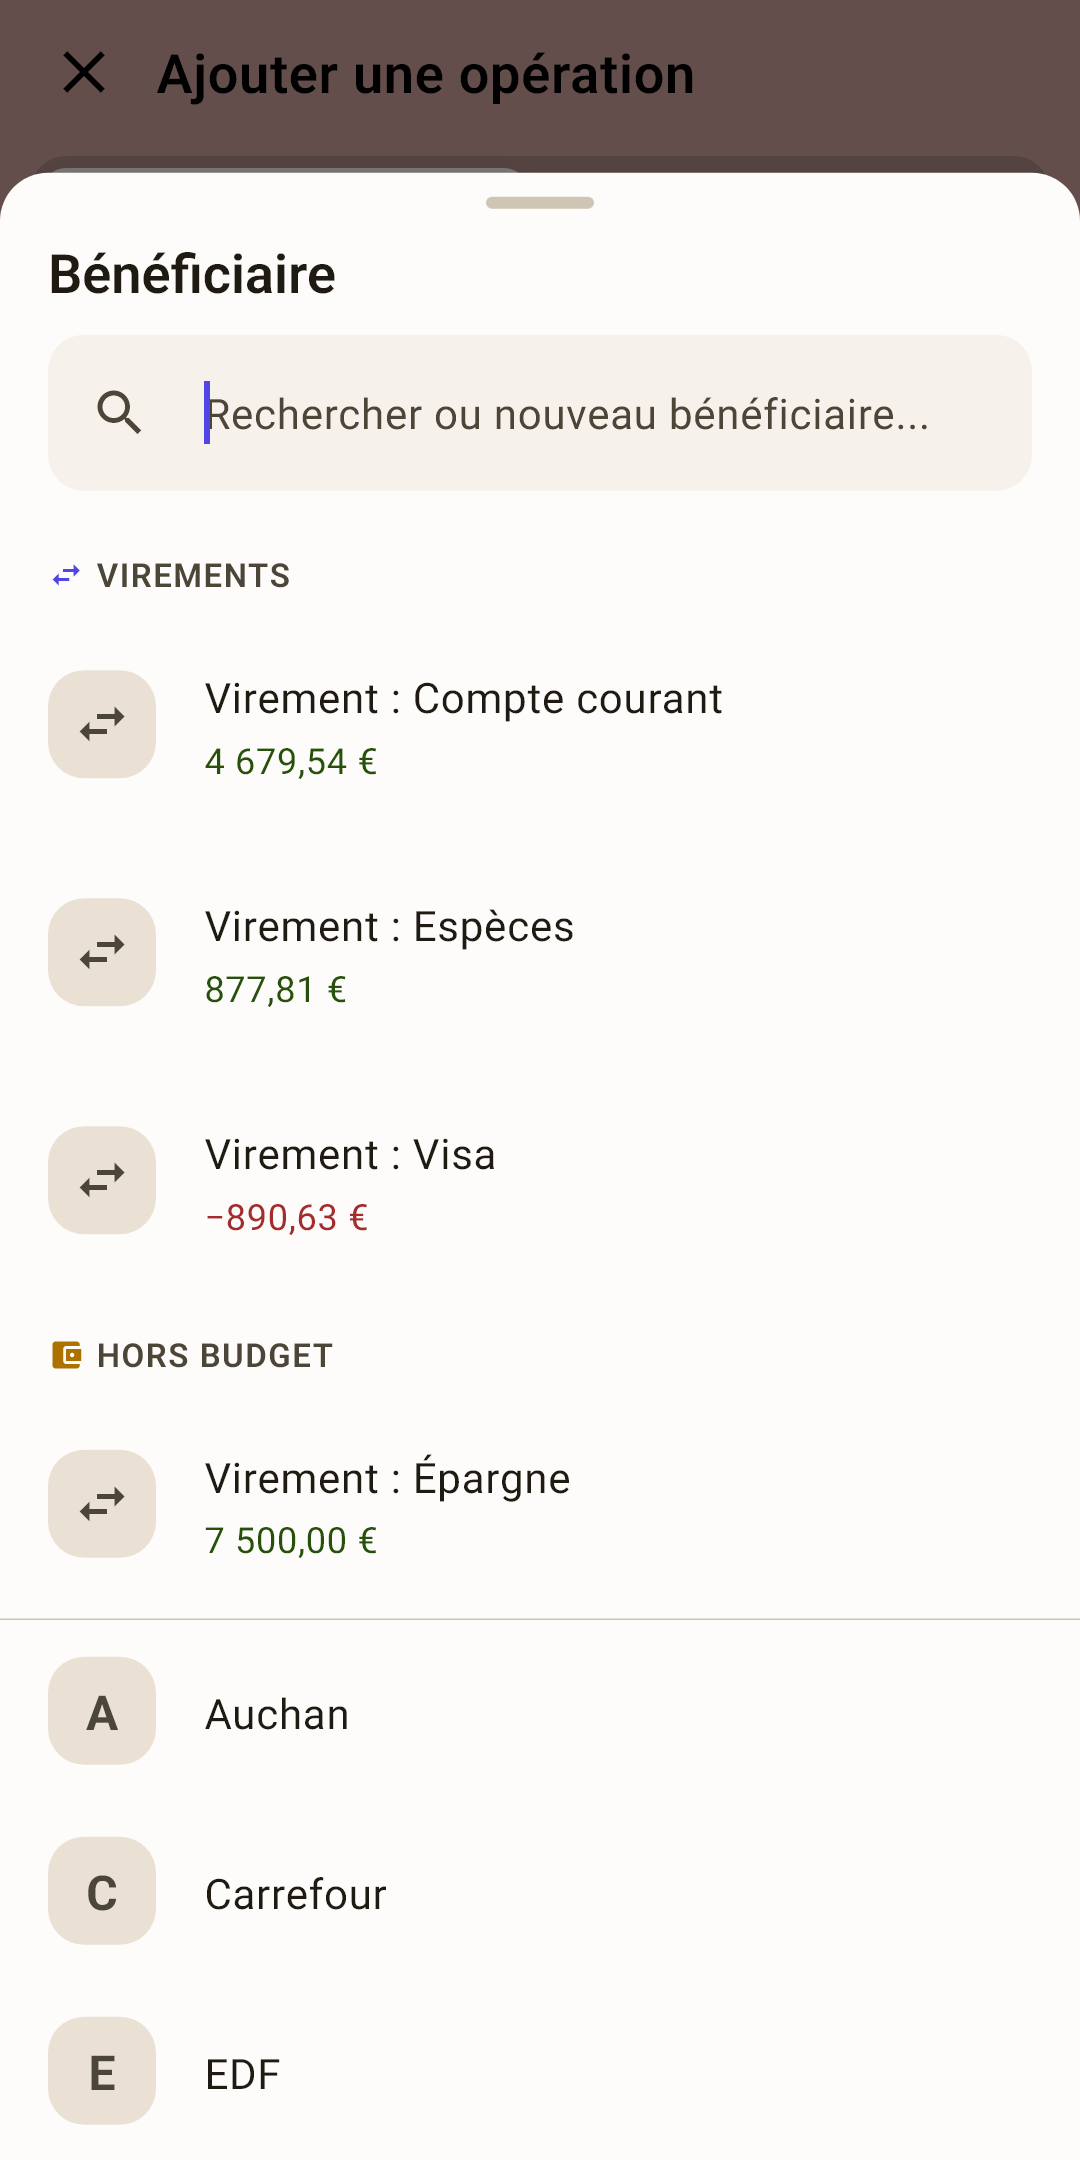 Ajouter une opération
Bénéficiaire
Rechercher ou nouveau bénéficiaire...
VIREMENTS
Virement : Compte courant
4 679,54 €
Virement : Espèces
877,81 €
Virement : Visa
−890,63 €
HORS BUDGET
Virement : Épargne
7 500,00 €
A
Auchan
C
Carrefour
E
EDF